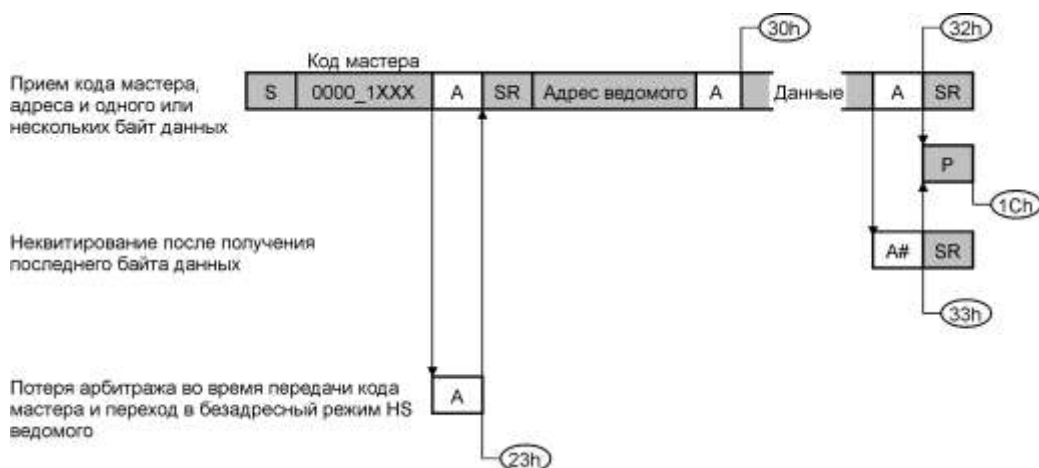 30h
32h
Код мастера
Прием кода мастера,
адреса и одного или
нескольких байт данных
S 0000_1XXX A SR Адрес ведомого A Данные A SR
P
1Ch
Неквитирование после получения
последнего байта данных
A# SR
33h
Потеря арбитража во время передачи кода
мастера и переход в безадресный режим HS
ведомого
A
23h